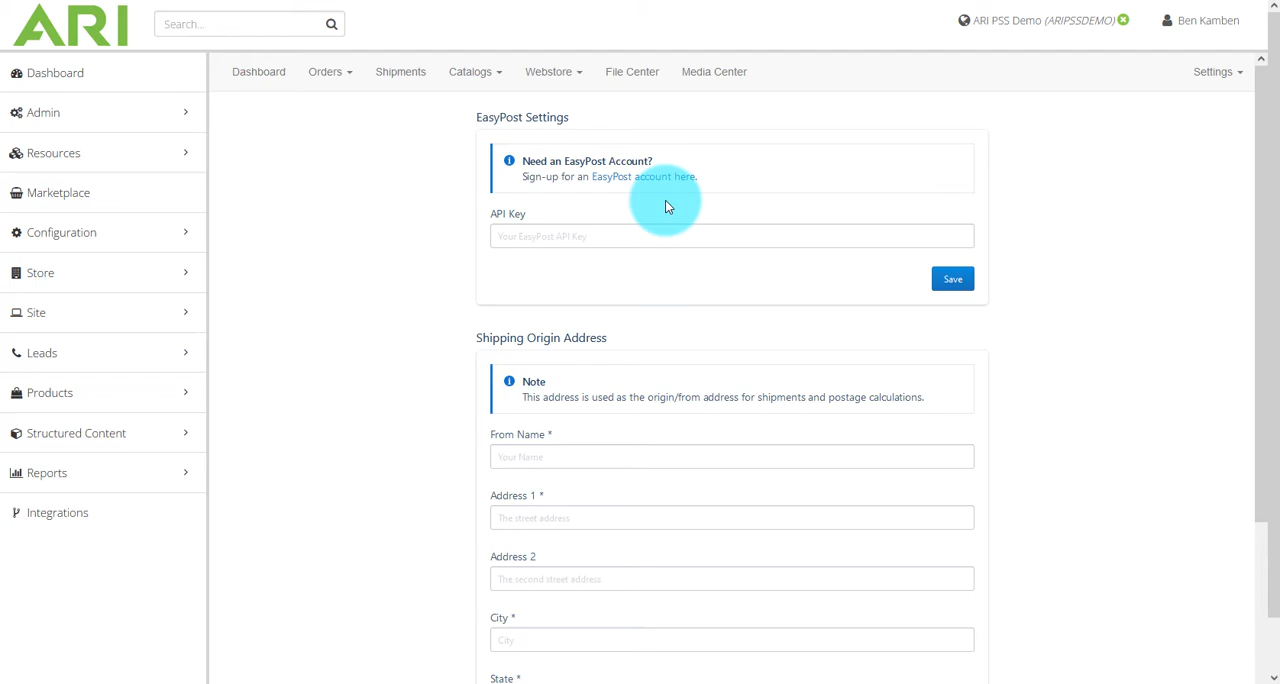 ARI
Search...
ARI PSS Demo (ARIPSSDEMO)
Ben Kamben
Dashboard
Admin
Resources
Marketplace
Configuration
Store
Site
Leads
Products
Structured Content
Reports
Integrations
Dashboard Orders Shipments Catalogs Webstore File Center Media Center Settings
EasyPost Settings
Need an EasyPost Account?
Sign-up for an EasyPost account here.
API Key
Your EasyPost API Key
Save
Shipping Origin Address
Note
This address is used as the origin/from address for shipments and postage calculations.
From Name *
Your Name
Address 1 *
The street address
Address 2
The second street address
City *
City
State *